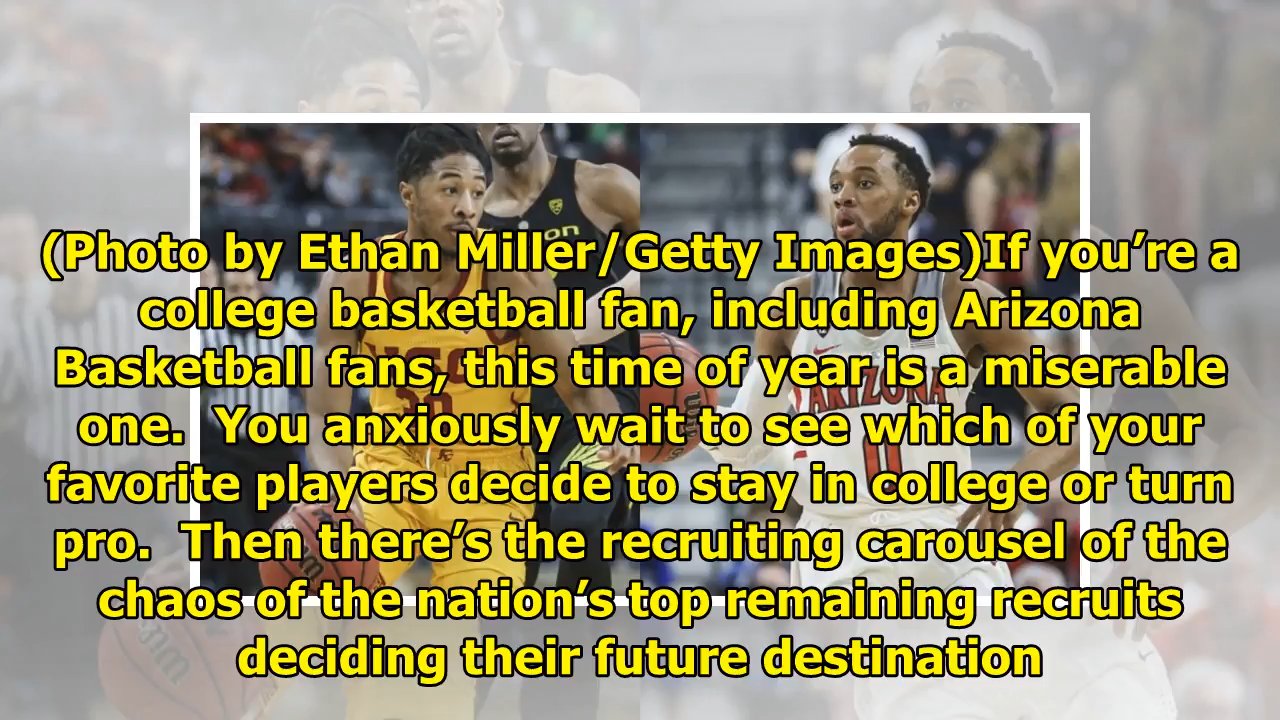 (Photo by Ethan Miller/Getty Images)If you’re a
college basketball fan, including Arizona
Basketball fans, this time of year is a miserable
one.  You anxiously wait to see which of your
favorite players decide to stay in college or turn
pro.  Then there’s the recruiting carousel of the
chaos of the nation’s top remaining recruits
deciding their future destination
ARIZONA
0